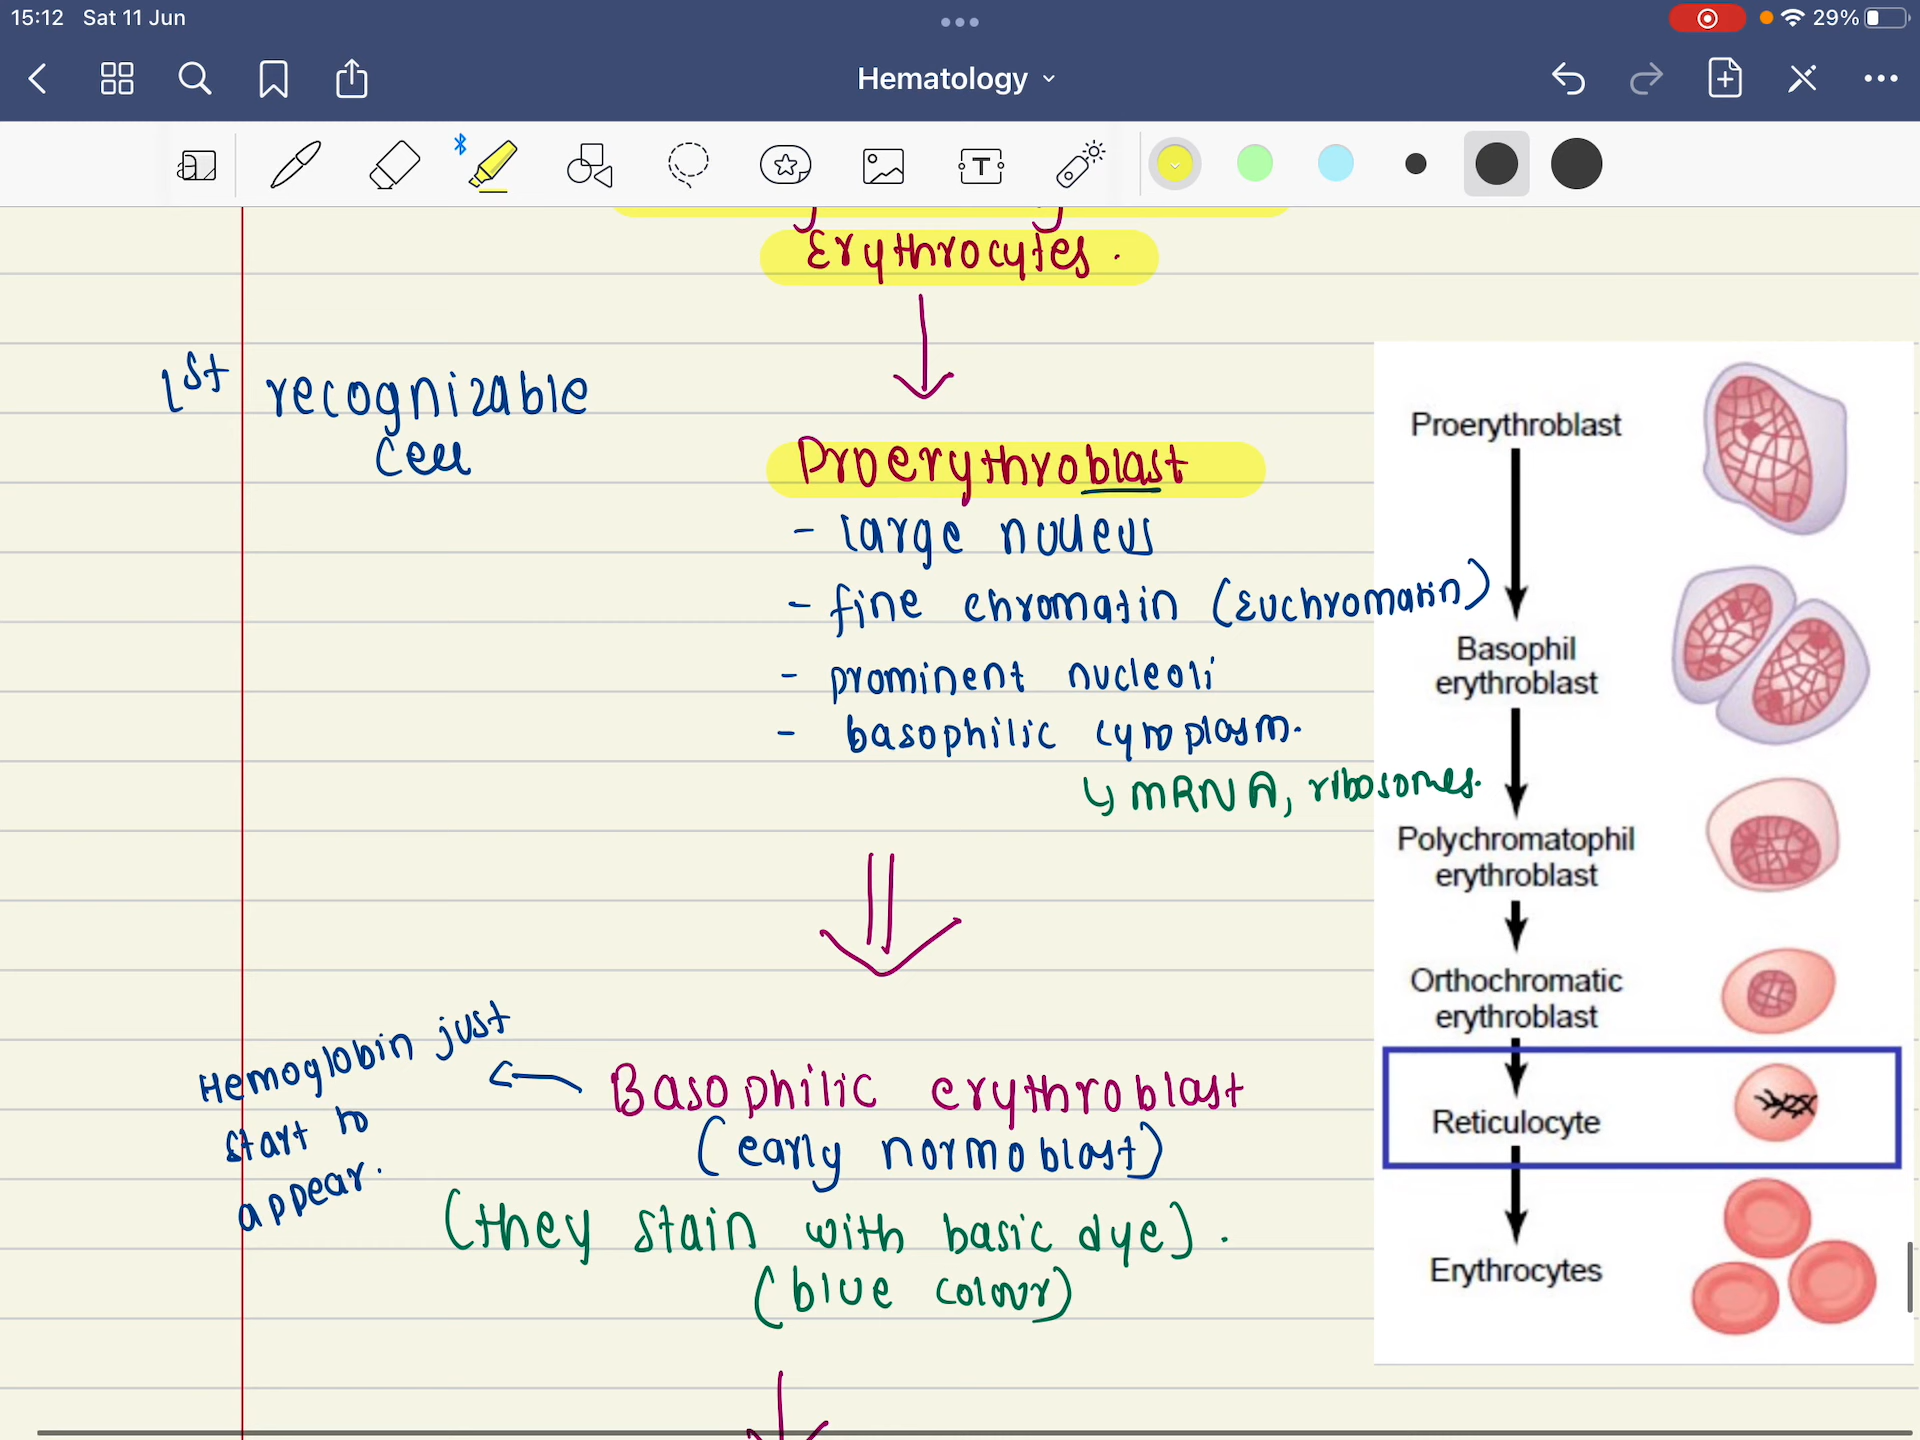 15:12 Sat 11 Jun
29%
Hematology
Erythrocytes.
1st recognizable
cell
Proerythroblast
- large nucleus
- fine chromatin (Euchromatin)
- prominent nucleoli
- basophilic cytoplasm.
↳ mRNA, ribosomes.
Basophilic erythroblast
(early normoblast)
Hemoglobin just
start to
appear.
(they stain with basic dye).
(blue colour)
Proerythroblast
Basophil
erythroblast
Polychromatophil
erythroblast
Orthochromatic
erythroblast
Reticulocyte
Erythrocytes